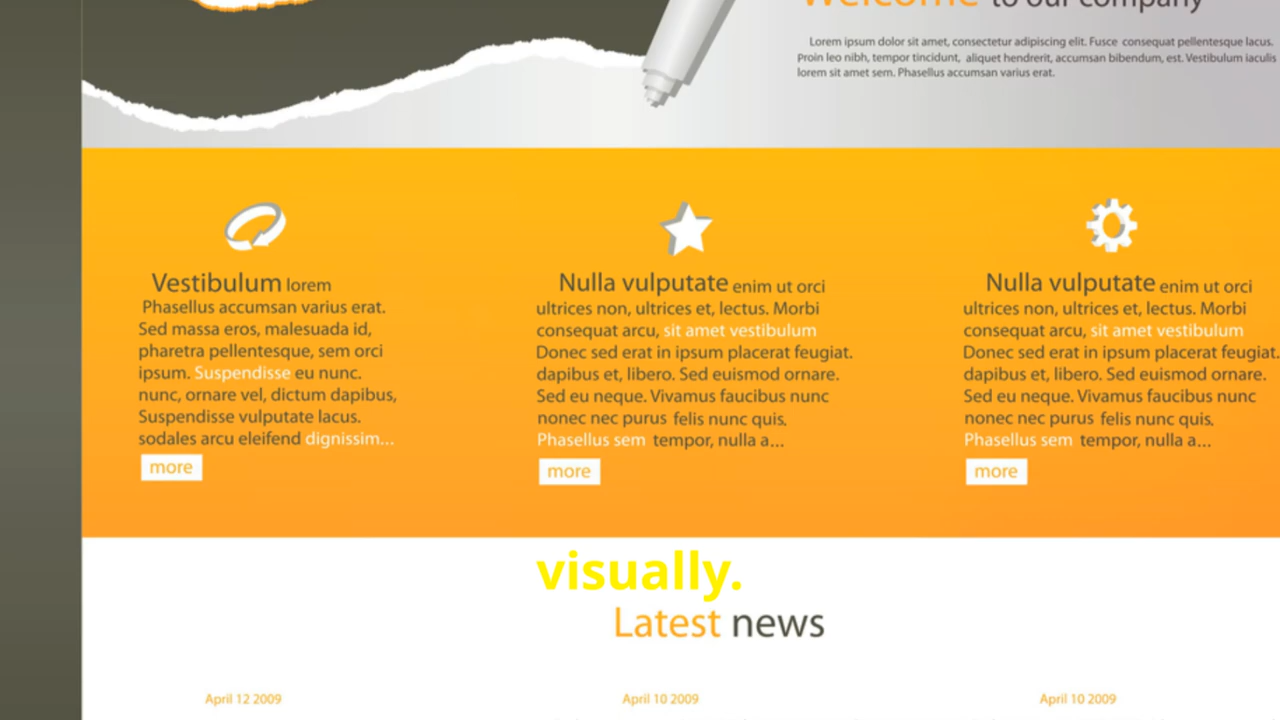 Welcome to our company
Lorem ipsum dolor sit amet, consectetur adipiscing elit. Fusce consequat pellentesque lacus.
Proin leo nibh, tempor tincidunt, aliquet hendrerit, accumsan bibendum, est. Vestibulum iaculis
lorem sit amet sem. Phasellus accumsan varius erat.
Vestibulum lorem
Phasellus accumsan varius erat.
Sed massa eros, malesuada id,
pharetra pellentesque, sem orci
ipsum. Suspendisse eu nunc.
nunc, ornare vel, dictum dapibus,
Suspendisse vulputate lacus.
sodales arcu eleifend dignissim...
more
Nulla vulputate enim ut orci
ultrices non, ultrices et, lectus. Morbi
consequat arcu, sit amet vestibulum
Donec sed erat in ipsum placerat feugiat.
dapibus et, libero. Sed euismod ornare.
Sed eu neque. Vivamus faucibus nunc
nonec nec purus felis nunc quis,
Phasellus sem tempor, nulla a...
more
Nulla vulputate enim ut orci
ultrices non, ultrices et, lectus. Morbi
consequat arcu, sit amet vestibulum
Donec sed erat in ipsum placerat feugiat.
dapibus et, libero. Sed euismod ornare.
Sed eu neque. Vivamus faucibus nunc
nonec nec purus felis nunc quis,
Phasellus sem tempor, nulla a...
more
visually.
Latest news
April 12 2009
April 10 2009
April 10 2009